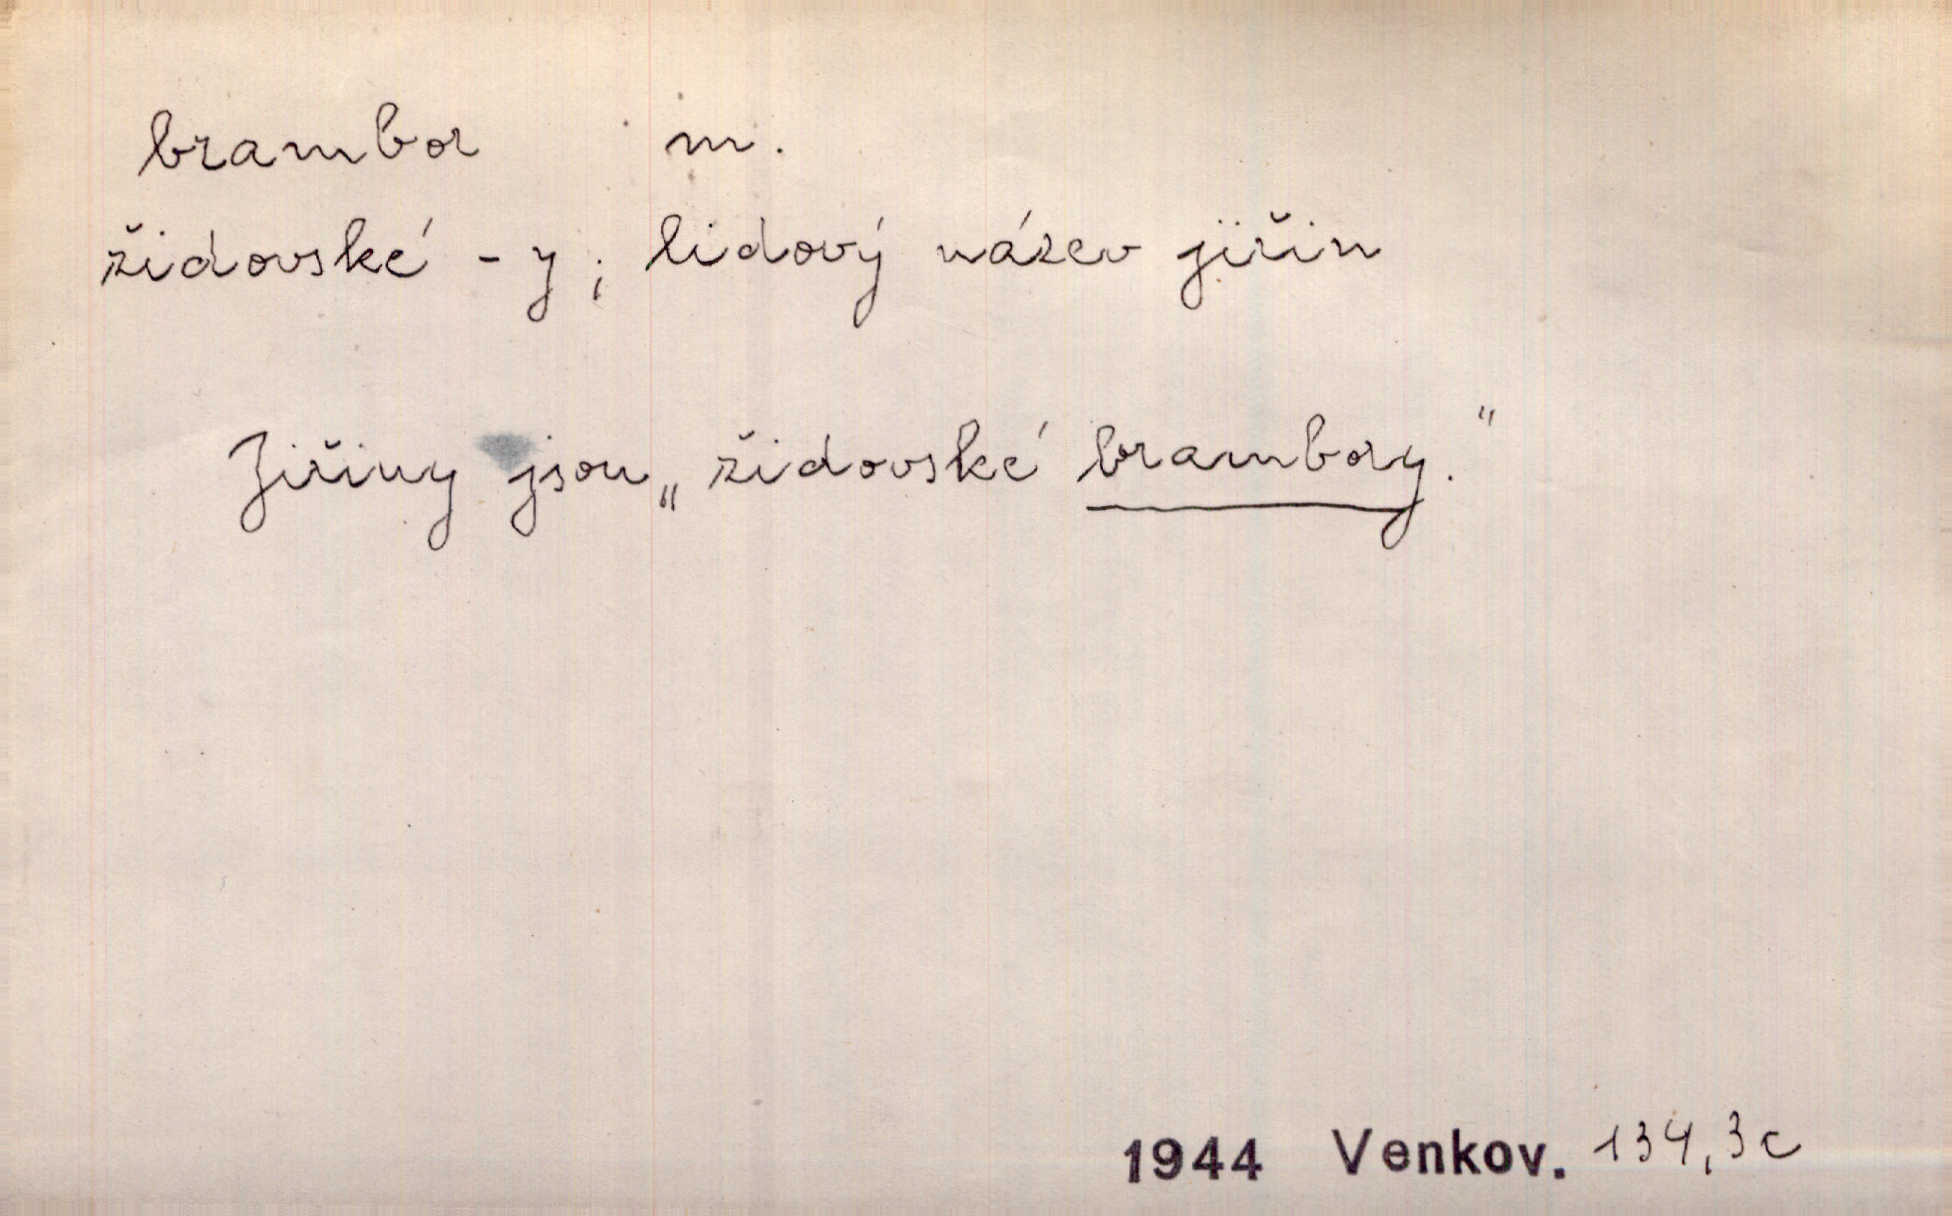 brambor m.
židovské -y; lidový název jiřin
Jiřiny jsou „židovské brambory.“
1944 Venkov. 134,3c